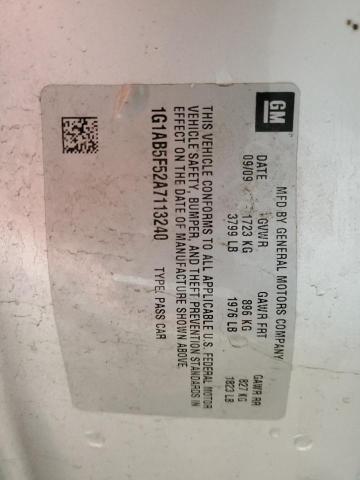 GM
MFD BY GENERAL MOTORS COMPANY
DATE GVWR GAWR FRT GAWR RR
09/09 1723 KG 896 KG 827 KG
3799 LB 1976 LB 1823 LB
THIS VEHICLE CONFORMS TO ALL APPLICABLE U.S. FEDERAL MOTOR
VEHICLE SAFETY, BUMPER, AND THEFT PREVENTION STANDARDS IN
EFFECT ON THE DATE OF MANUFACTURE SHOWN ABOVE.
1G1AB5F52A7113240 TYPE/ PASS CAR